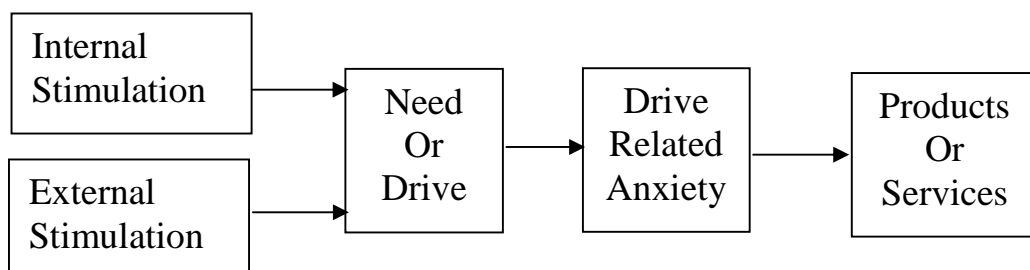 Internal
Stimulation
External
Stimulation
Need
Or
Drive
Drive
Related
Anxiety
Products
Or
Services